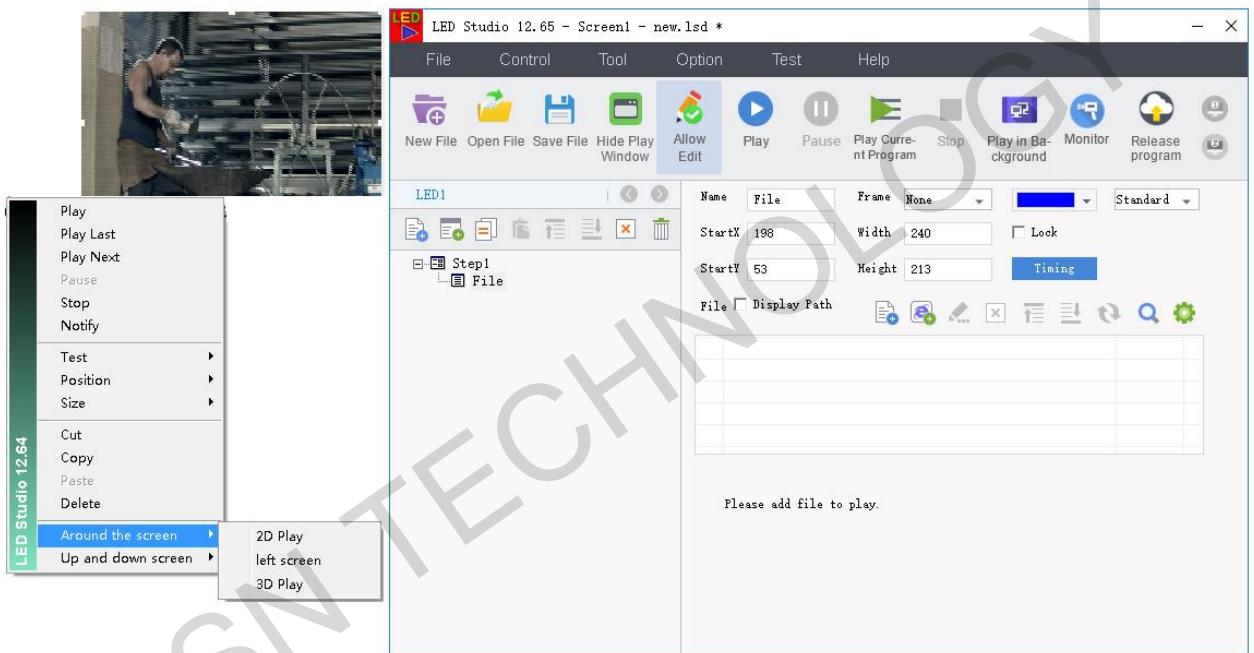 LED
LED Studio 12.65 - Screen1 - new.lsd *
File Control Tool Option Test Help
New File Open File Save File Hide Play Window Allow Edit Play Pause Play Curre-nt Program Stop Play in Ba-ckground Monitor Release program
LED1
Step1
File
Name File Frame None Standard
StartX 198 Width 240 Lock
StartY 53 Height 213 Timing
File Display Path
Please add file to play.
Play
Play Last
Play Next
Pause
Stop
Notify
Test
Position
Size
Cut
Copy
Paste
Delete
Around the screen
Up and down screen
LED Studio 12.64
2D Play
left screen
3D Play
SN TECHNOLOGY